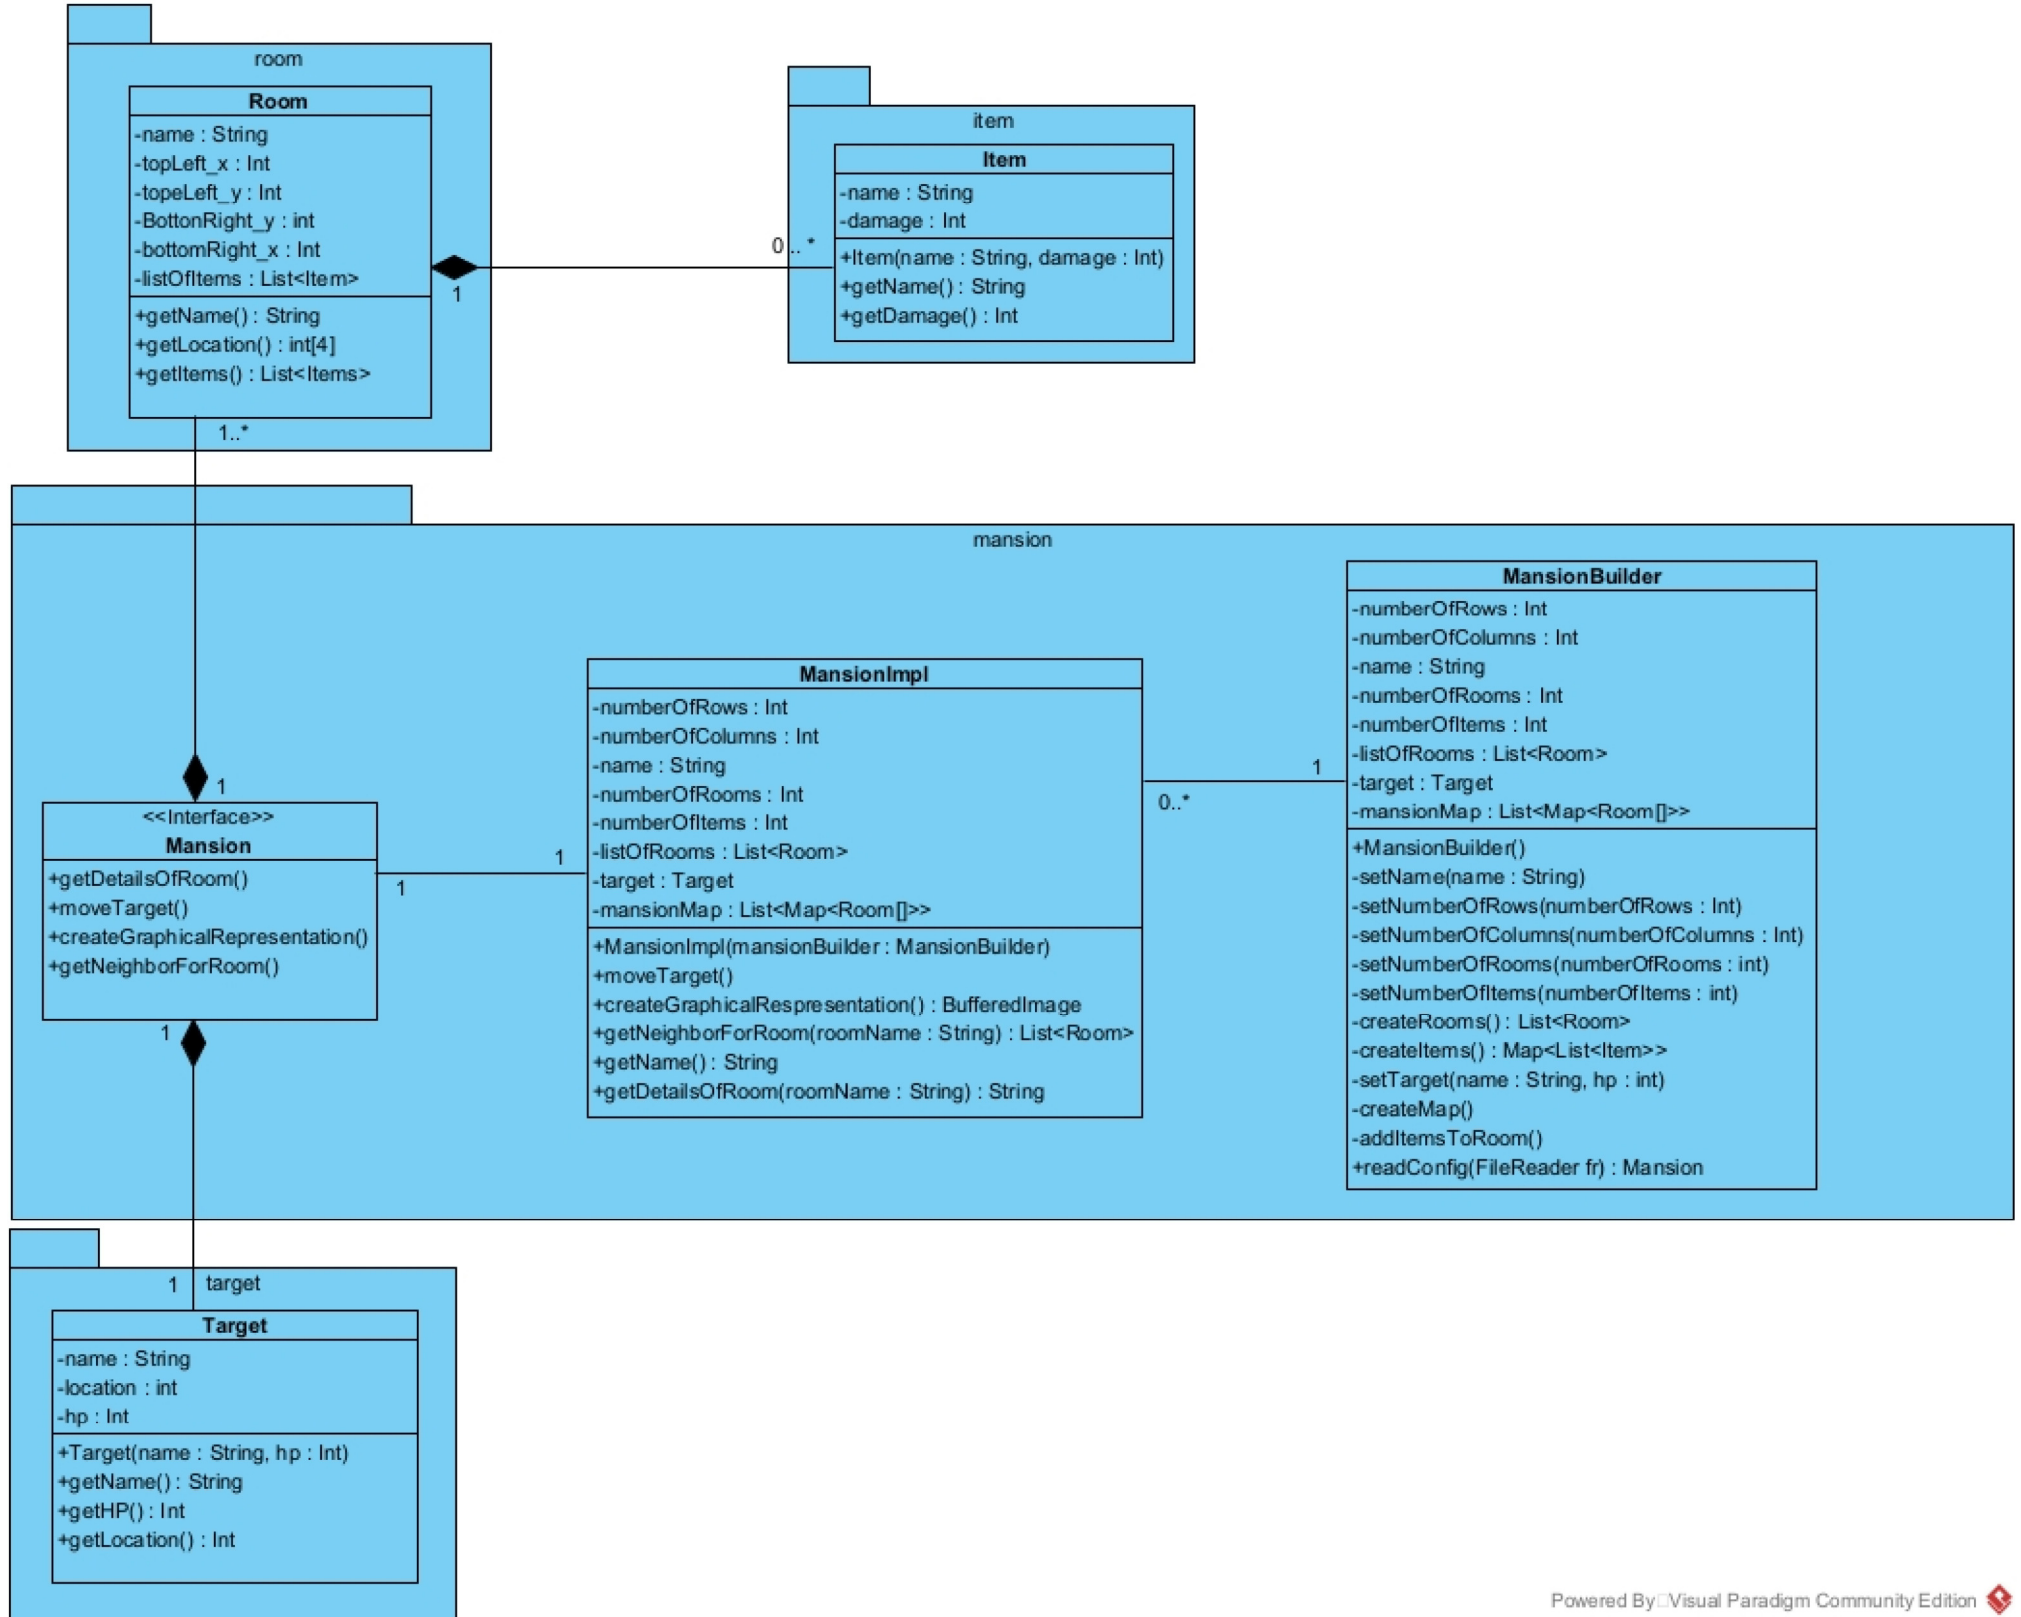 room
Room
-name : String
-topLeft_x : Int
-topeLeft_y : Int
-BottonRight_y : int
-bottomRight_x : Int
-listOfItems : List<Item>
+getName() : String
+getLocation() : int[4]
+getItems() : List<Items>
1
0..*
item
Item
-name : String
-damage : Int
+Item(name : String, damage : Int)
+getName() : String
+getDamage() : Int
1..*
mansion
1
<<Interface>>
Mansion
+getDetailsOfRoom()
+moveTarget()
+createGraphicalRepresentation()
+getNeighborForRoom()
1
1
1
MansionImpl
-numberOfRows : Int
-numberOfColumns : Int
-name : String
-numberOfRooms : Int
-numberOfItems : Int
-listOfRooms : List<Room>
-target : Target
-mansionMap : List<Map<Room[]>>
+MansionImpl(mansionBuilder : MansionBuilder)
+moveTarget()
+createGraphicalRespresentation() : BufferedImage
+getNeighborForRoom(roomName : String) : List<Room>
+getName() : String
+getDetailsOfRoom(roomName : String) : String
0..*
1
MansionBuilder
-numberOfRows : Int
-numberOfColumns : Int
-name : String
-numberOfRooms : Int
-numberOfItems : Int
-listOfRooms : List<Room>
-target : Target
-mansionMap : List<Map<Room[]>>
+MansionBuilder()
-setName(name : String)
-setNumberOfRows(numberOfRows : Int)
-setNumberOfColumns(numberOfColumns : Int)
-setNumberOfRooms(numberOfRooms : int)
-setNumberOfItems(numberOfItems : int)
-createRooms() : List<Room>
-createItems() : Map<List<Item>>
-setTarget(name : String, hp : int)
-createMap()
-addItemsToRoom()
+readConfig(FileReader fr) : Mansion
1
target
Target
-name : String
-location : int
-hp : Int
+Target(name : String, hp : Int)
+getName() : String
+getHP() : Int
+getLocation() : Int
Powered By Visual Paradigm Community Edition